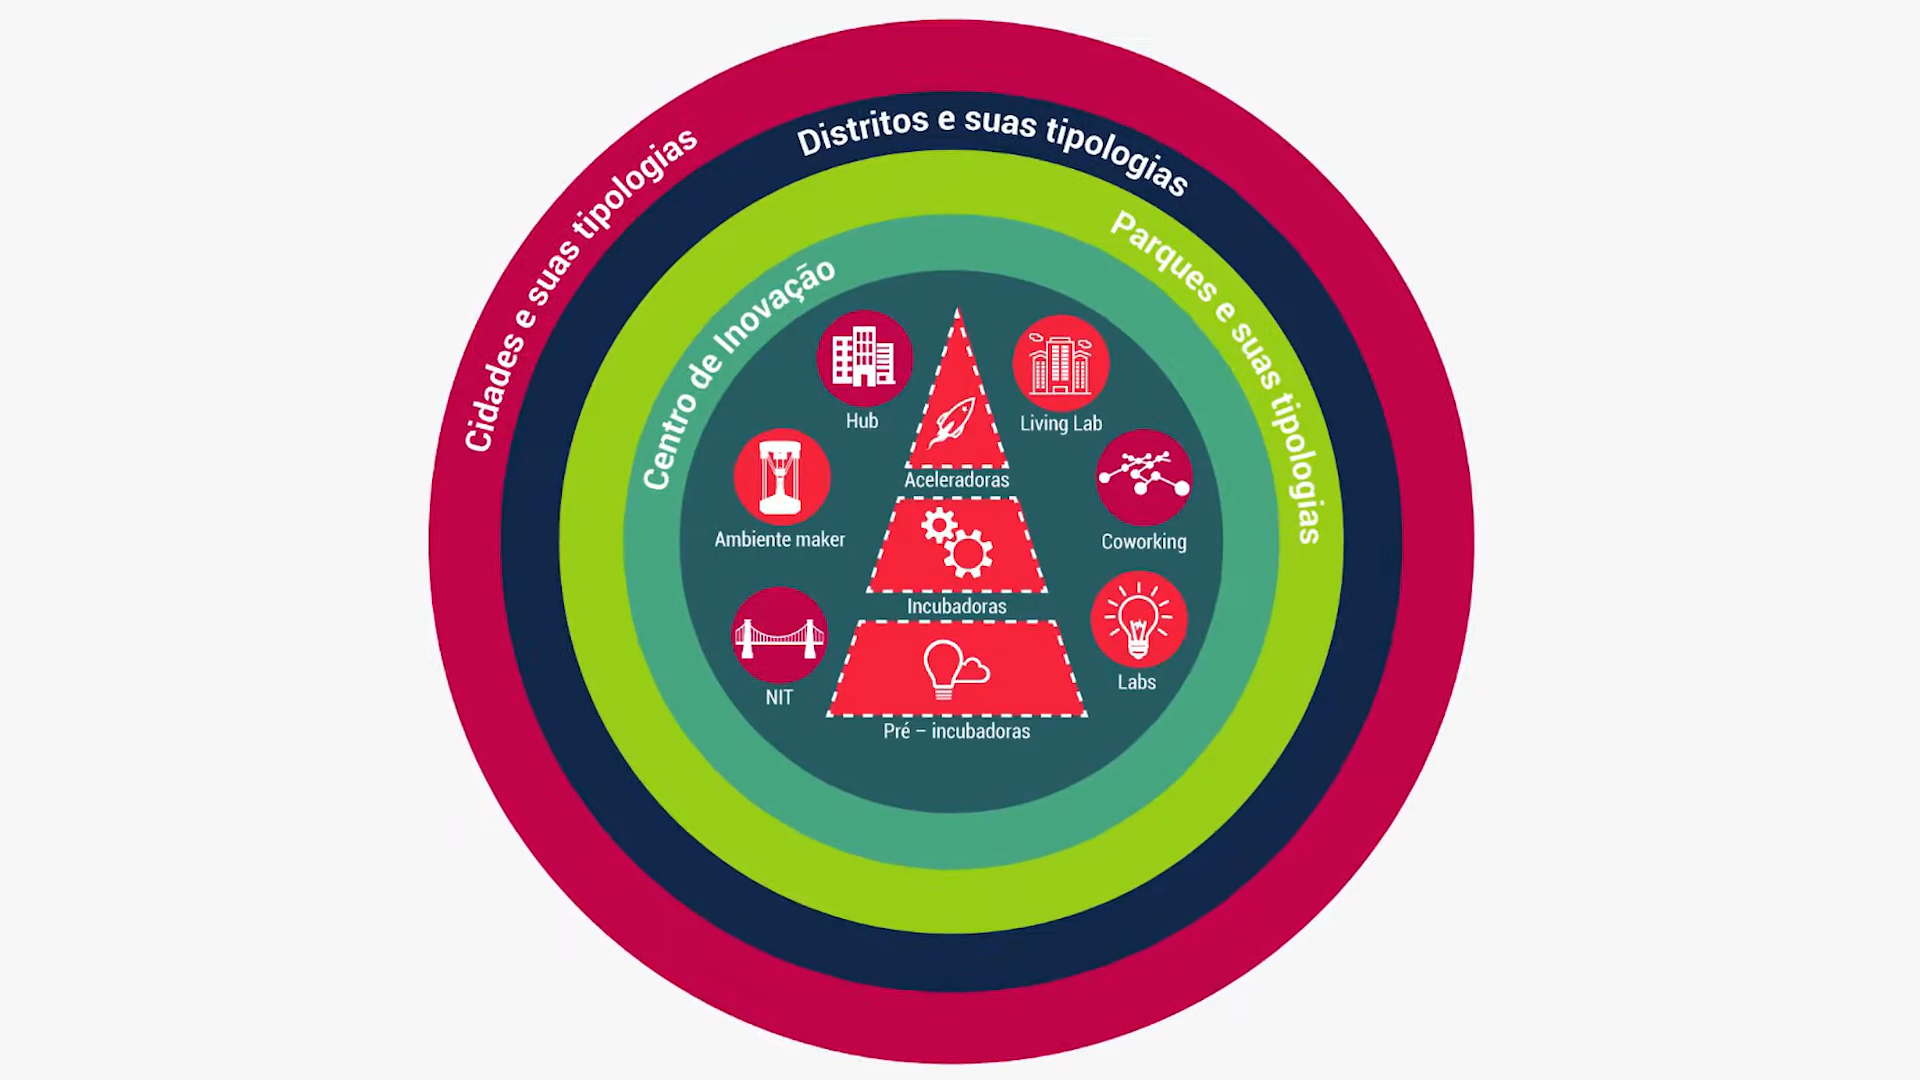 Cidades e suas tipologias
Distritos e suas tipologias
Parques e suas tipologias
Centro de Inovação
Hub
Living Lab
Aceleradoras
Ambiente maker
Coworking
Incubadoras
NIT
Labs
Pré – incubadoras